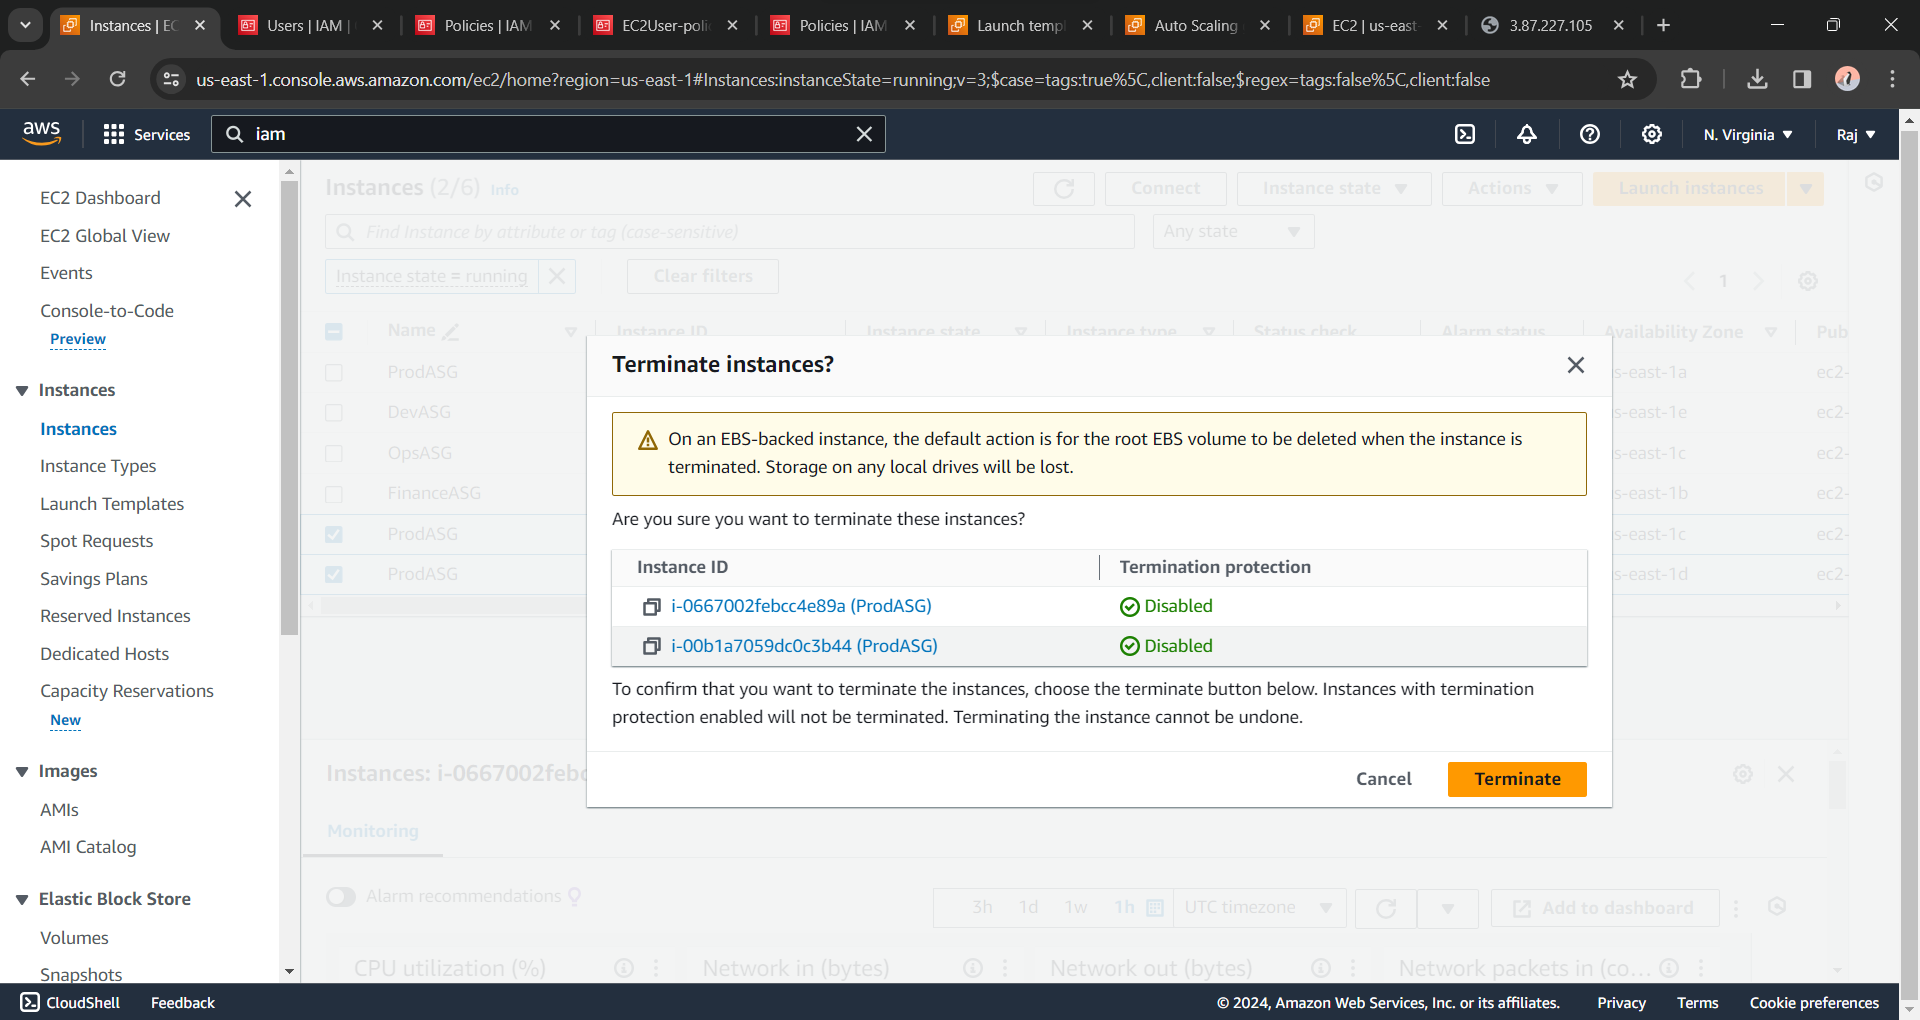 Instances | EC
Users | IAM |
Policies | IAM
EC2User-poli
Policies | IAM
Launch templ
Auto Scaling
EC2 | us-east-
3.87.227.105
us-east-1.console.aws.amazon.com/ec2/home?region=us-east-1#Instances:instanceState=running;v=3;$case=tags:true%5C,client:false;$regex=tags:false%5C,client:false
aws
Services
iam
N. Virginia
Raj
EC2 Dashboard
EC2 Global View
Events
Console-to-Code
Preview
Instances
Instances
Instance Types
Launch Templates
Spot Requests
Savings Plans
Reserved Instances
Dedicated Hosts
Capacity Reservations
New
Images
AMIs
AMI Catalog
Elastic Block Store
Volumes
Snapshots
Instances (2/6) Info
Connect
Instance state
Actions
Launch instances
Find Instance by attribute or tag (case-sensitive)
Any state
Instance state = running
Clear filters
1
Name
Instance ID
Instance state
Instance type
Status check
Alarm status
Availability Zone
Pub
ProdASG
s-east-1a
ec2-
DevASG
s-east-1e
ec2-
OpsASG
s-east-1c
ec2-
FinanceASG
s-east-1b
ec2-
ProdASG
s-east-1c
ec2-
ProdASG
s-east-1d
ec2-
Terminate instances?
On an EBS-backed instance, the default action is for the root EBS volume to be deleted when the instance is
terminated. Storage on any local drives will be lost.
Are you sure you want to terminate these instances?
Instance ID
Termination protection
i-0667002febcc4e89a (ProdASG)
Disabled
i-00b1a7059dc0c3b44 (ProdASG)
Disabled
To confirm that you want to terminate the instances, choose the terminate button below. Instances with termination
protection enabled will not be terminated. Terminating the instance cannot be undone.
Cancel
Terminate
Instances: i-0667002febc
Monitoring
Alarm recommendations
3h
1d
1w
1h
UTC timezone
Add to dashboard
CPU utilization (%)
Network in (bytes)
Network out (bytes)
Network packets in (co...
CloudShell
Feedback
© 2024, Amazon Web Services, Inc. or its affiliates.
Privacy
Terms
Cookie preferences